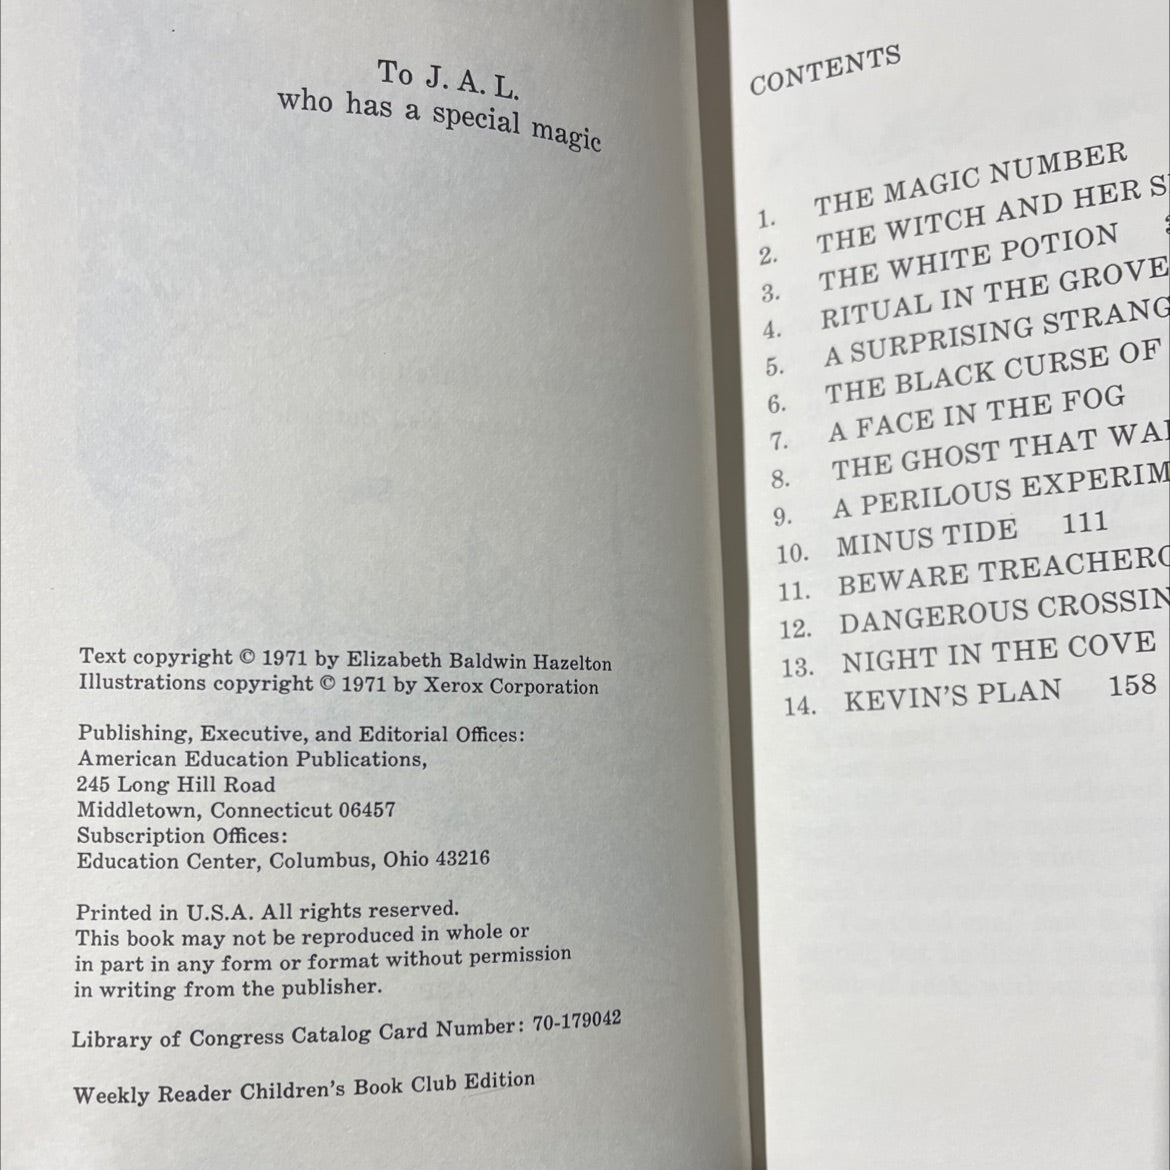 To J. A. L.
who has a special magic
Text copyright © 1971 by Elizabeth Baldwin Hazelton
Illustrations copyright © 1971 by Xerox Corporation
Publishing, Executive, and Editorial Offices:
American Education Publications,
245 Long Hill Road
Middletown, Connecticut 06457
Subscription Offices:
Education Center, Columbus, Ohio 43216
Printed in U.S.A. All rights reserved.
This book may not be reproduced in whole or
in part in any form or format without permission
in writing from the publisher.
Library of Congress Catalog Card Number: 70-179042
Weekly Reader Children's Book Club Edition
CONTENTS
1. THE MAGIC NUMBER
2. THE WITCH AND HER
3. THE WHITE POTION
4. RITUAL IN THE GROVE
5. A SURPRISING
6. THE BLACK CURSE OF
7. A FACE IN THE FOG
8. THE GHOST THAT
9. A PERILOUS
10. MINUS TIDE 111
11. BEWARE
12. DANGEROUS
13. NIGHT IN THE COVE
14. KEVIN'S PLAN 158